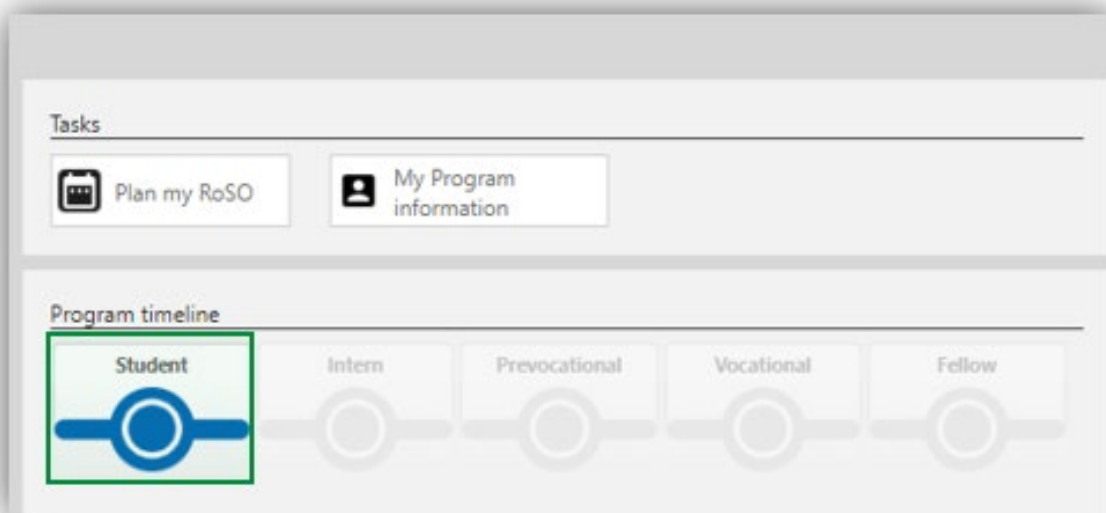 Tasks
Plan my RoSO
My Program
information
Program timeline
Student
Intern
Prevocational
Vocational
Fellow